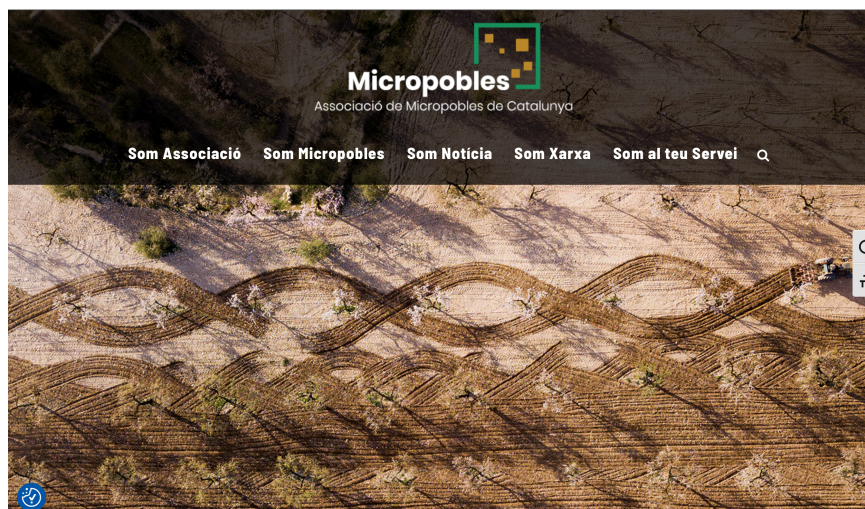 Micropobles
Associació de Micropobles de Catalunya
Som Associació Som Micropobles Som Notícia Som Xarxa Som al teu Servei